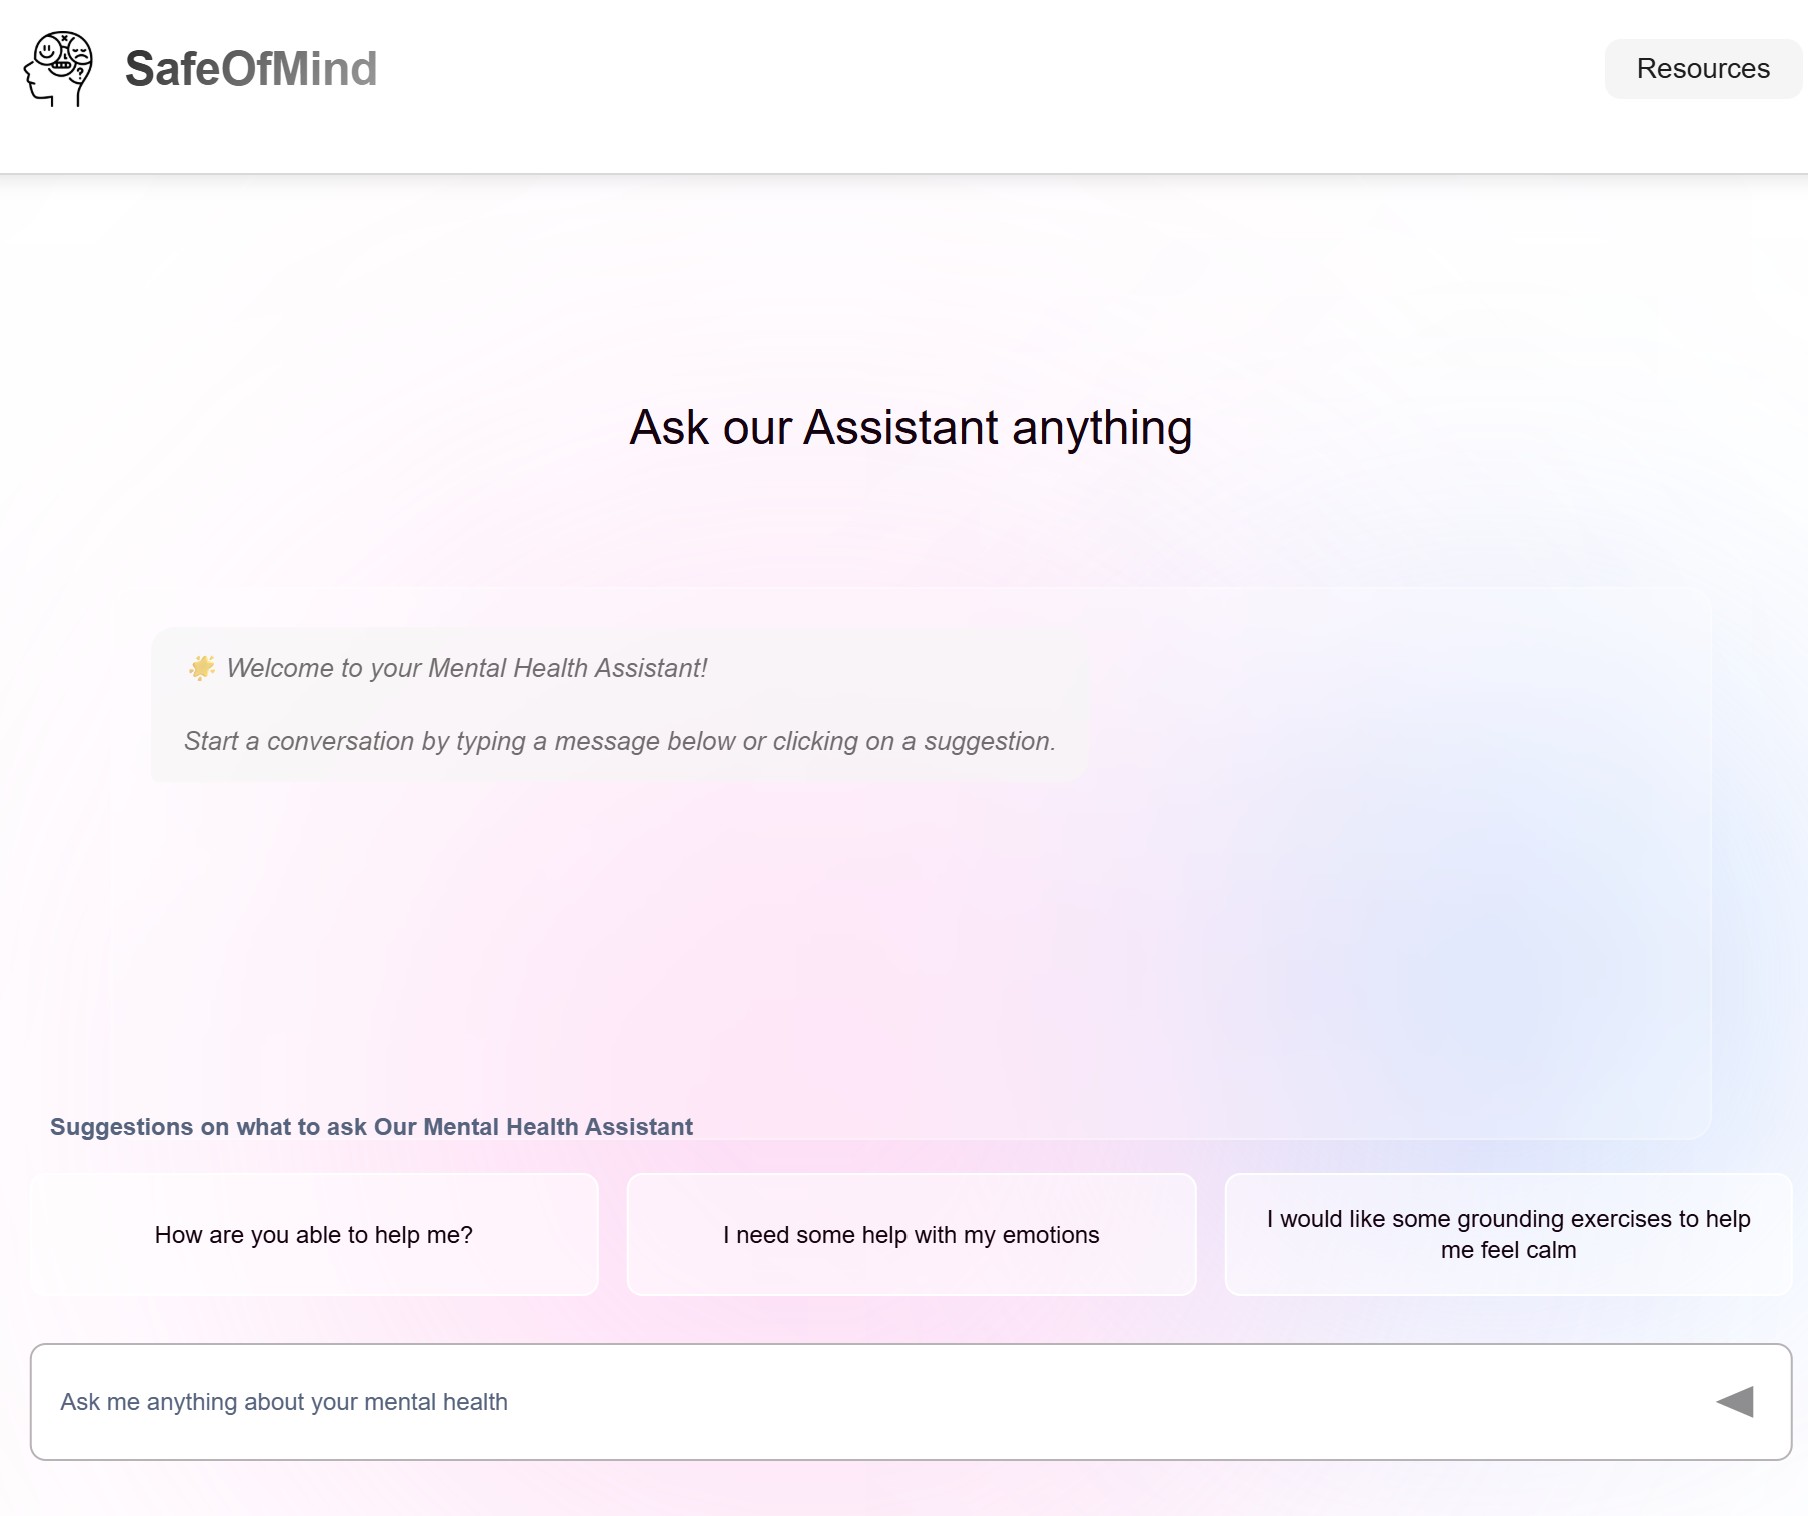 SafeOfMind
Resources
Ask our Assistant anything
Welcome to your Mental Health Assistant!
Start a conversation by typing a message below or clicking on a suggestion.
Suggestions on what to ask Our Mental Health Assistant
How are you able to help me?
I need some help with my emotions
I would like some grounding exercises to help
me feel calm
Ask me anything about your mental health